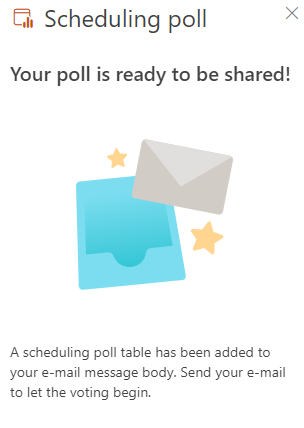 Scheduling poll
Your poll is ready to be shared!
A scheduling poll table has been added to
your e-mail message body. Send your e-mail
to let the voting begin.